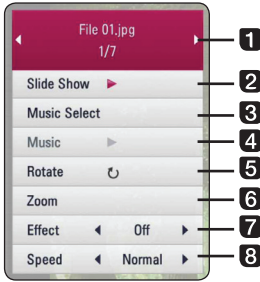 File 01.jpg 1
1/7
Slide Show 2
Music Select 3
Music 4
Rotate 5
Zoom 6
Effect Off 7
Speed Normal 8